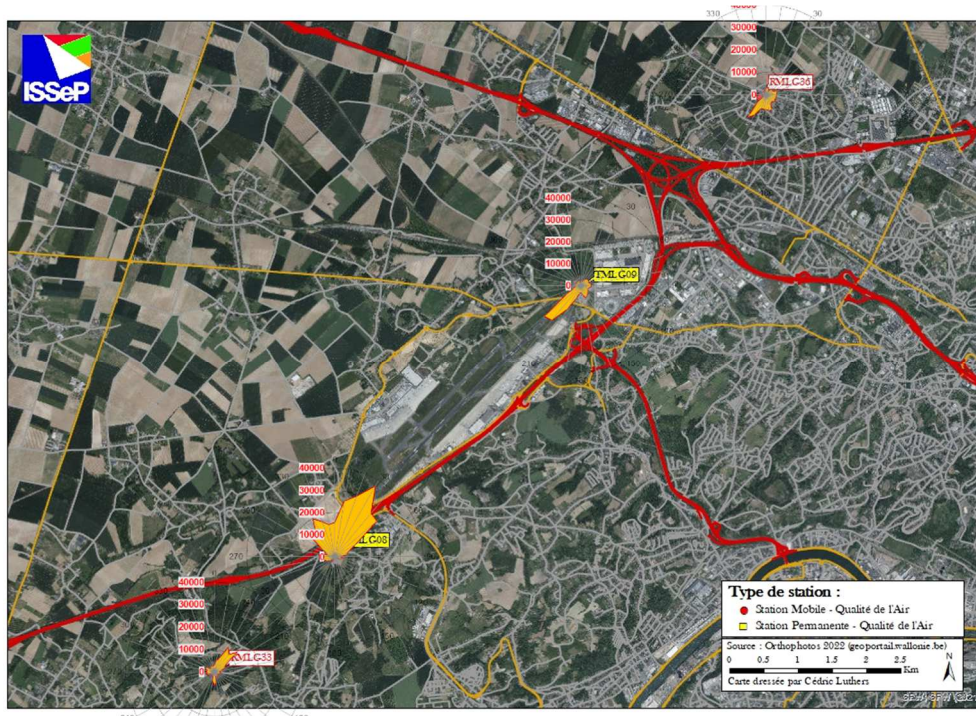 330
30
30000
20000
10000
0
RMLG36
ISSeP
40000
30
30000
20000
10000
0
TMLG09
40000
30000
20000
10000
270
40000
30000
20000
10000
0
RMLG33
Type de station :
Station Mobile - Qualité de l'Air
Station Permanente - Qualité de l'Air
Source : Orthophotos 2022 (geoportail.wallonie.be)
0 0.5 1 1.5 2 2.5
Km
N
Carte dressée par Cédric Luthers